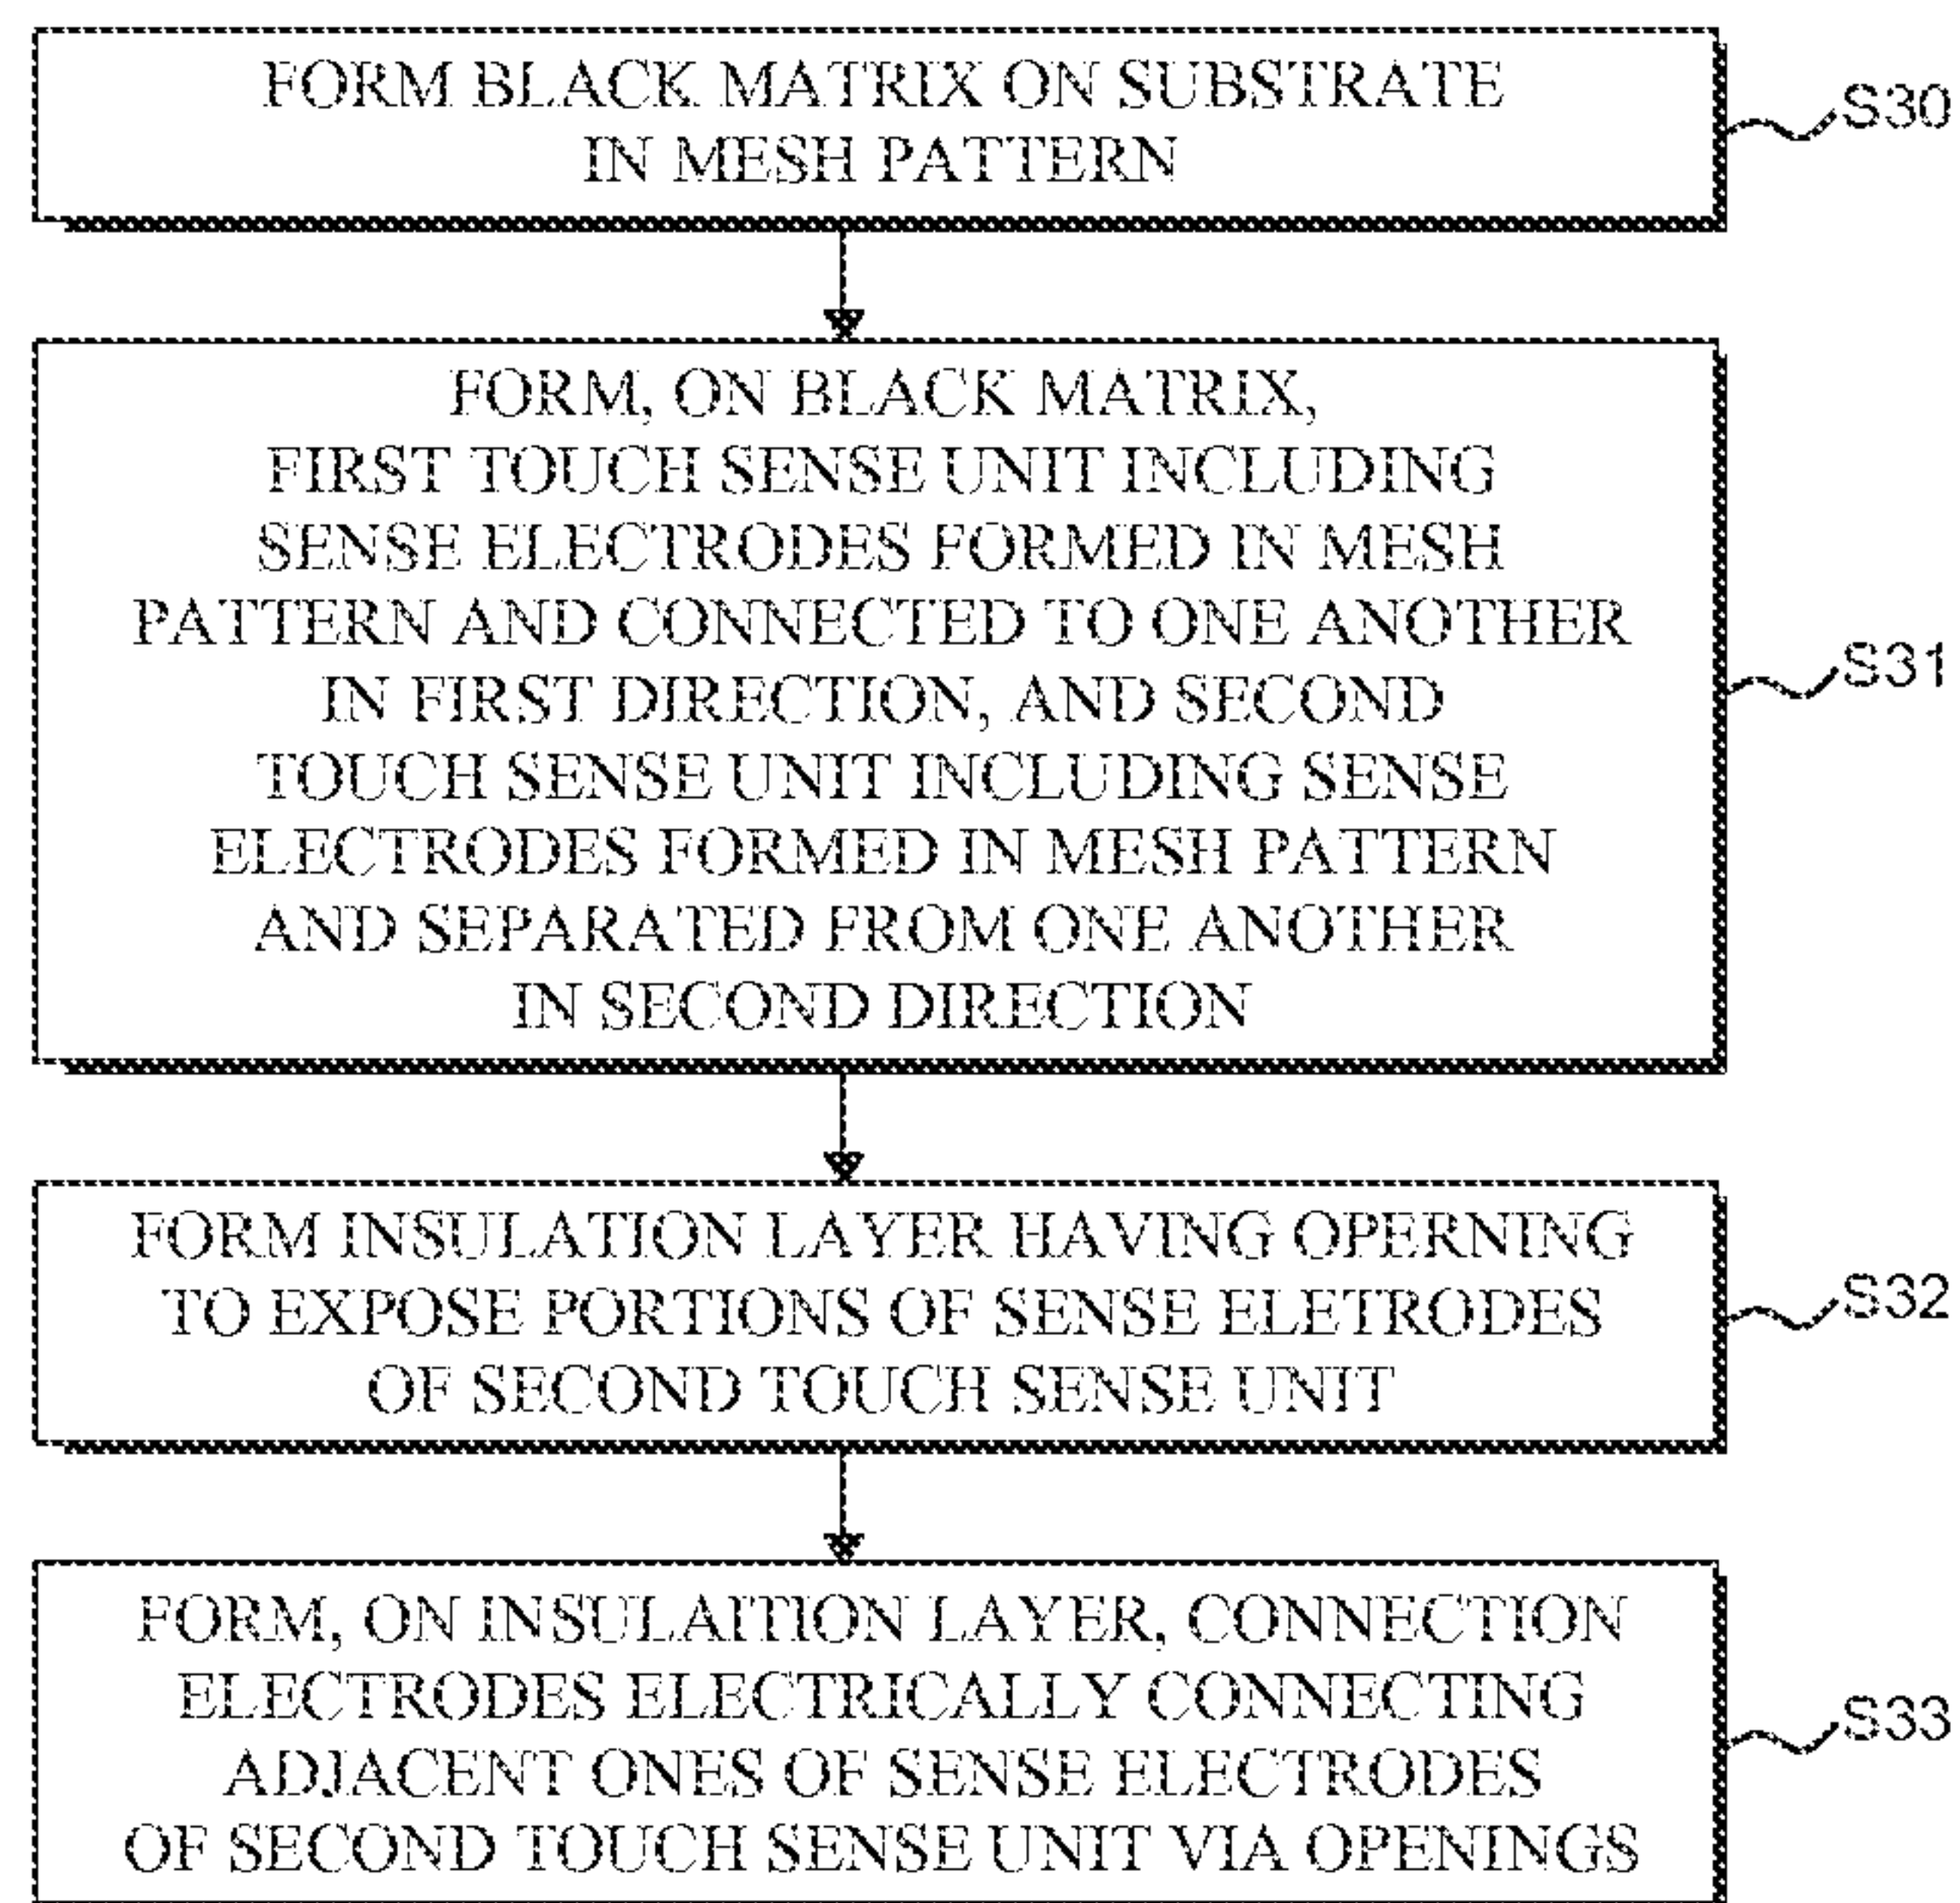 FORM BLACK MATRIX ON SUBSTRATE
IN MESH PATTERN
S30
FORM, ON BLACK MATRIX,
FIRST TOUCH SENSE UNIT INCLUDING
SENSE ELECTRODES FORMED IN MESH
PATTERN AND CONNECTED TO ONE ANOTHER
IN FIRST DIRECTION, AND SECOND
TOUCH SENSE UNIT INCLUDING SENSE
ELECTRODES FORMED IN MESH PATTERN
AND SEPARATED FROM ONE ANOTHER
IN SECOND DIRECTION
S31
FORM INSULATION LAYER HAVING OPERNING
TO EXPOSE PORTIONS OF SENSE ELETRODES
OF SECOND TOUCH SENSE UNIT
S32
FORM, ON INSULAITION LAYER, CONNECTION
ELECTRODES ELECTRICALLY CONNECTING
ADJACENT ONES OF SENSE ELECTRODES
OF SECOND TOUCH SENSE UNIT VIA OPENINGS
S33